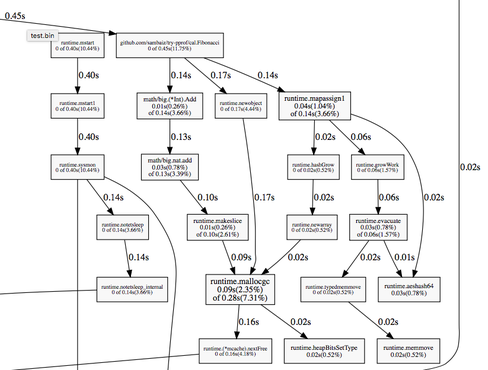 0.45s
test.bin
runtime.mstart
0 of 0.40s(10.44%)
github.com/sambaiz/try-pprof/cal.Fibonacci
0 of 0.45s(11.75%)
0.40s
0.14s
0.17s
0.14s
runtime.mstart1
0 of 0.40s(10.44%)
math/big.(*Int).Add
0.01s(0.26%)
of 0.14s(3.66%)
runtime.newobject
0 of 0.17s(4.44%)
runtime.mapassign1
0.04s(1.04%)
of 0.14s(3.66%)
0.40s
0.13s
0.02s
0.06s
runtime.sysmon
0 of 0.40s(10.44%)
math/big.nat.add
0.03s(0.78%)
of 0.13s(3.39%)
runtime.hashGrow
0 of 0.02s(0.52%)
runtime.growWork
0 of 0.06s(1.57%)
0.02s
0.14s
0.10s
0.17s
0.02s
0.06s
0.02s
runtime.notetsleep
0 of 0.14s(3.66%)
runtime.makeslice
0.01s(0.26%)
of 0.10s(2.61%)
runtime.newarray
0 of 0.02s(0.52%)
runtime.evacuate
0.03s(0.78%)
of 0.06s(1.57%)
0.14s
0.09s
0.02s
0.02s
0.01s
runtime.notetsleep_internal
0 of 0.14s(3.66%)
runtime.mallocgc
0.09s(2.35%)
of 0.28s(7.31%)
runtime.typedmemmove
0 of 0.02s(0.52%)
runtime.aeshash64
0.03s(0.78%)
0.16s
0.02s
0.02s
runtime.(*mcache).nextFree
0 of 0.16s(4.18%)
runtime.heapBitsSetType
0.02s(0.52%)
runtime.memmove
0.02s(0.52%)